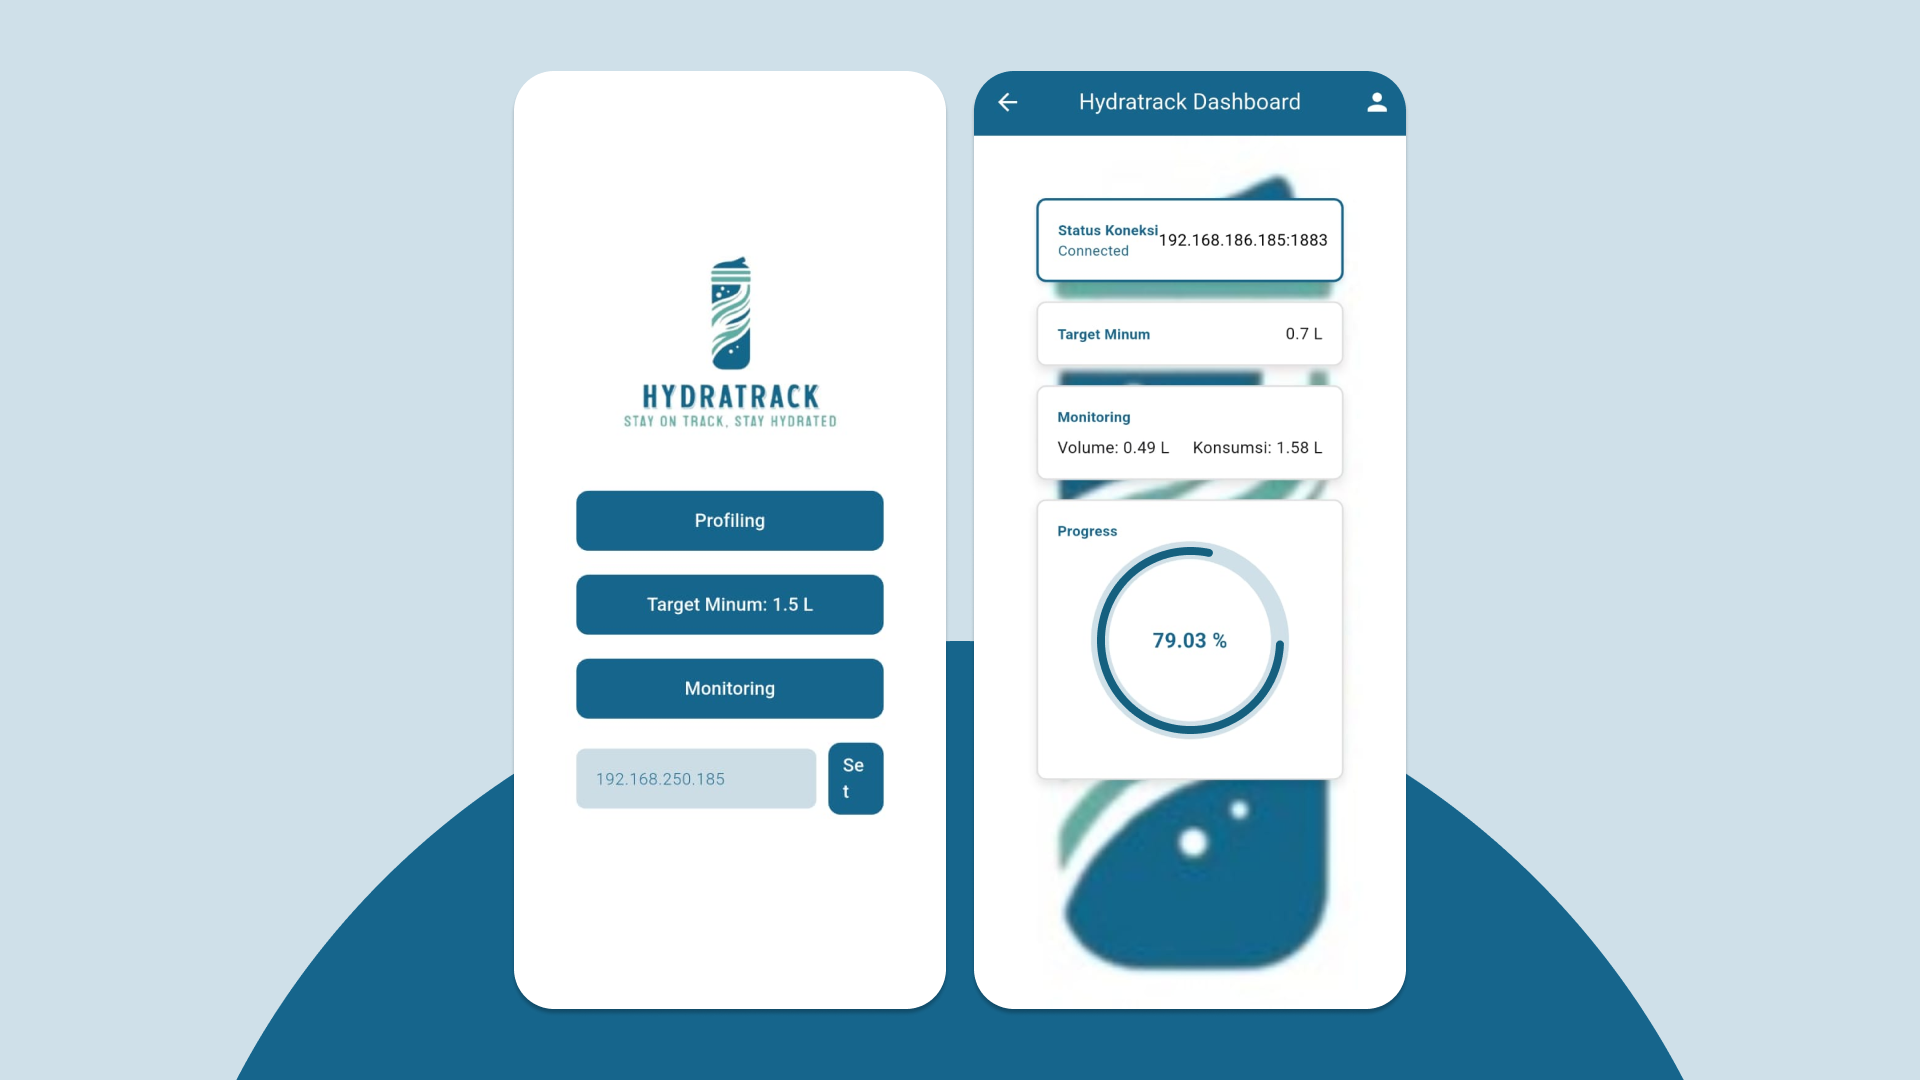 HYDRATRACK
STAY ON TRACK, STAY HYDRATED
Profiling
Target Minum: 1.5 L
Monitoring
192.168.250.185
Se
t
Hydratrack Dashboard
Status Koneksi
Connected
192.168.186.185:1883
Target Minum
0.7 L
Monitoring
Volume: 0.49 L
Konsumsi: 1.58 L
Progress
79.03 %